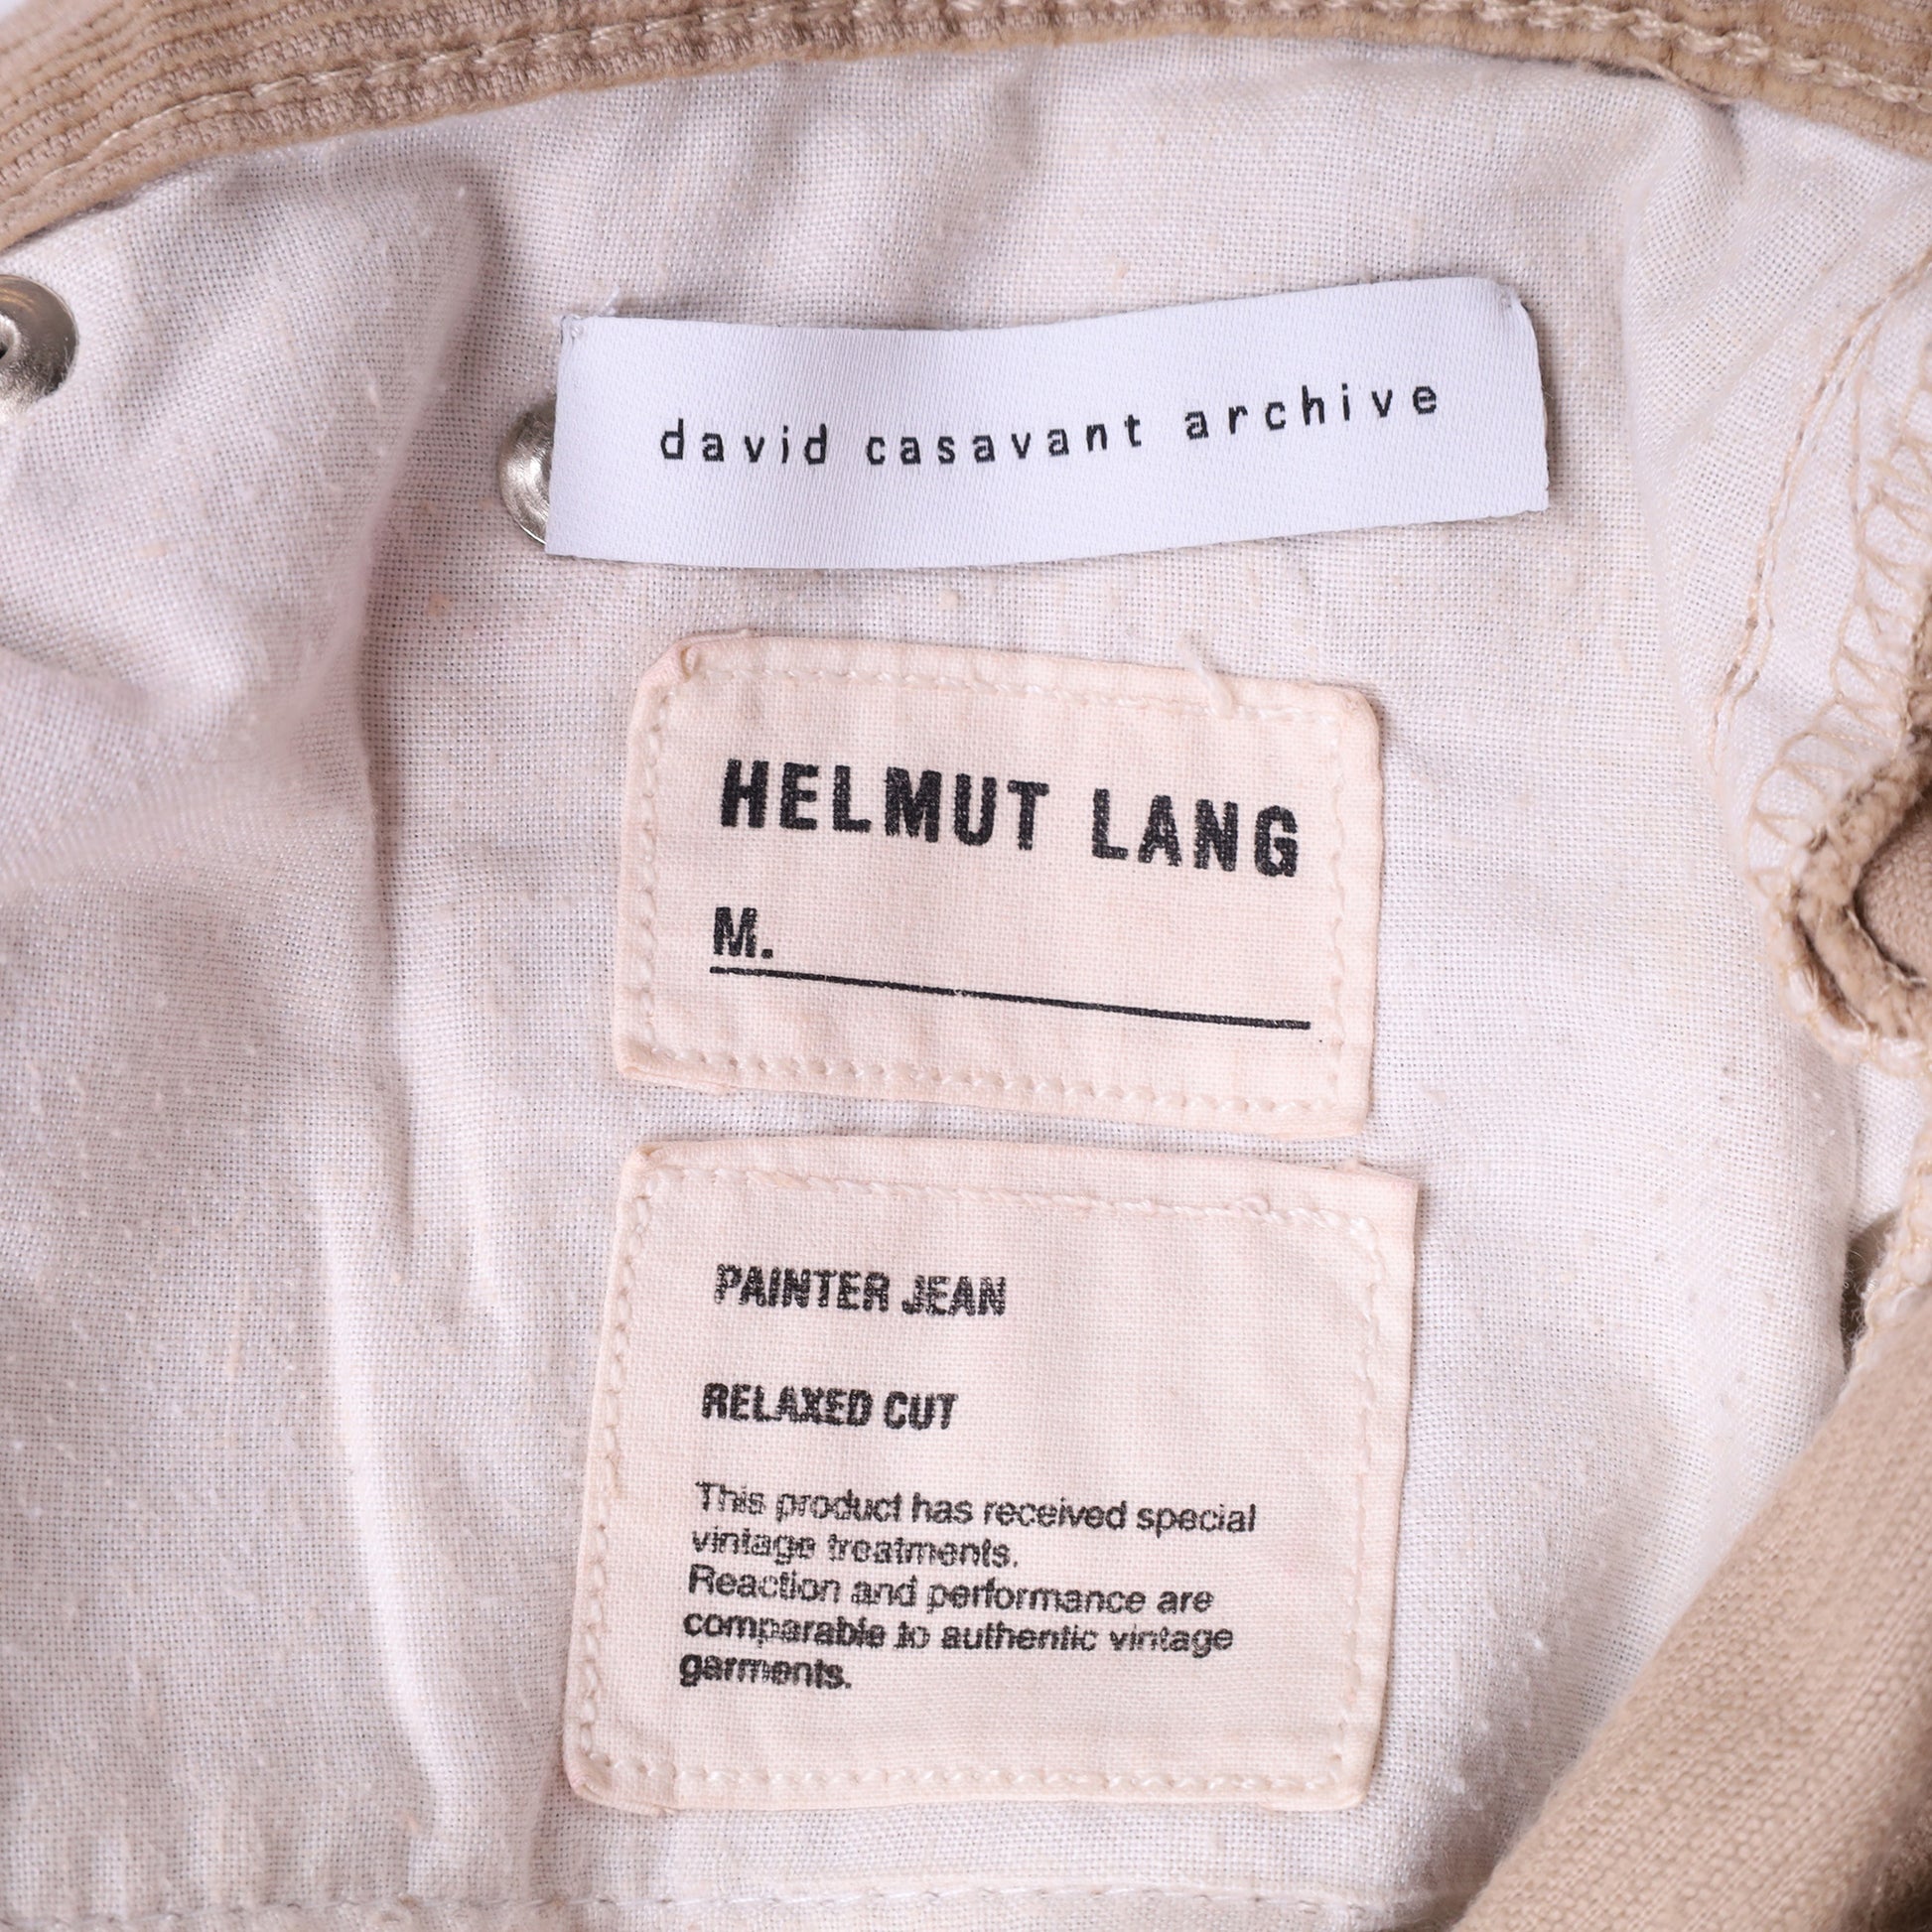 david casavant archive
HELMUT LANG
M.
PAINTER JEAN
RELAXED CUT
This product has received special
vintage treatments.
Reaction and performance are
comparable to authentic vintage
garments.